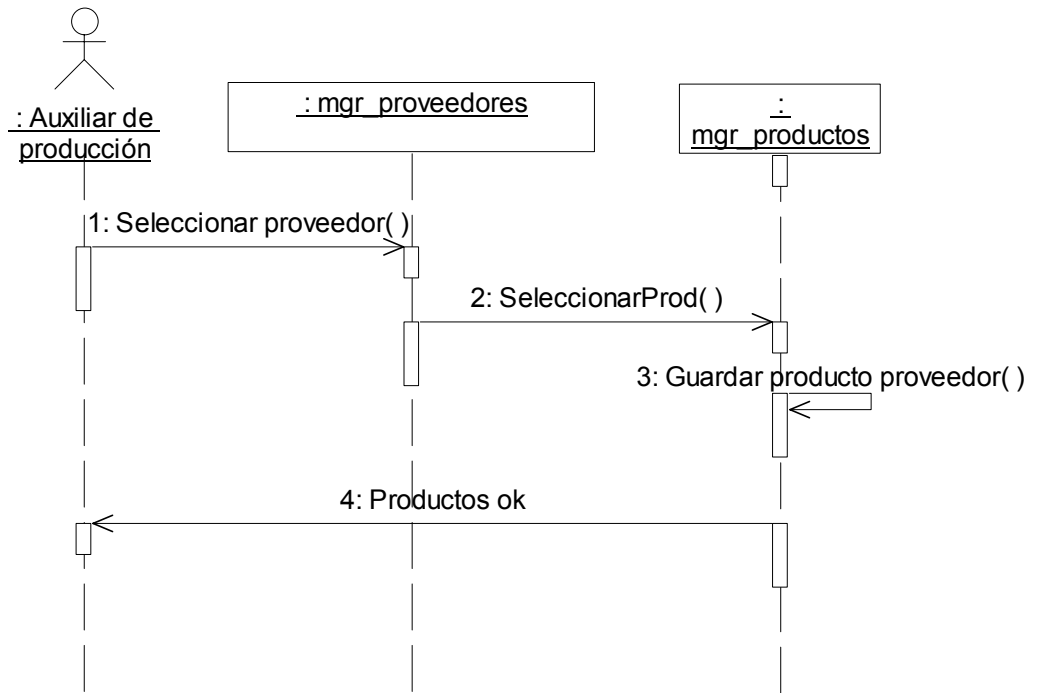 : Auxiliar de
producción
: mgr_proveedores
:
mgr_productos
1: Seleccionar proveedor( )
2: SeleccionarProd( )
3: Guardar producto proveedor( )
4: Productos ok